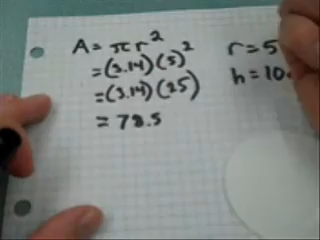 A = πr²
= (3.14)(5)²
= (3.14)(25)
= 78.5
r = 5
h = 10